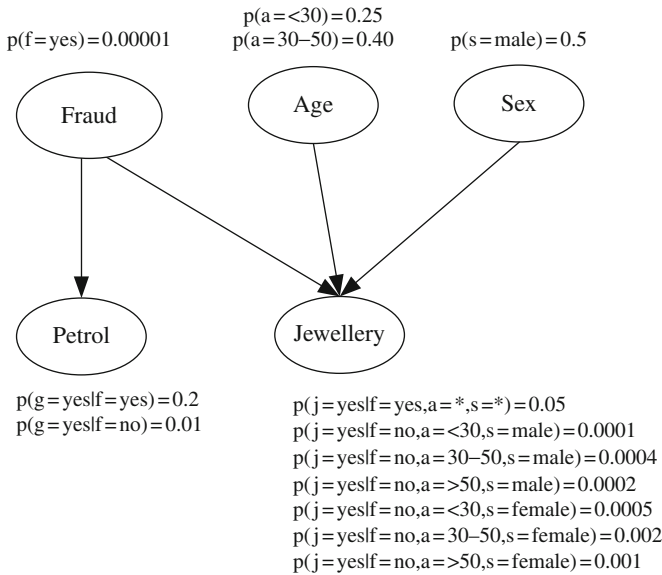 p(a=<30)=0.25
p(f=yes)=0.00001
p(a=30–50)=0.40
p(s=male)=0.5
Fraud
Age
Sex
Petrol
Jewellery
p(g=yes|f=yes)=0.2
p(g=yes|f=no)=0.01
p(j=yes|f=yes,a=*,s=*)=0.05
p(j=yes|f=no,a=<30,s=male)=0.0001
p(j=yes|f=no,a=30–50,s=male)=0.0004
p(j=yes|f=no,a=>50,s=male)=0.0002
p(j=yes|f=no,a=<30,s=female)=0.0005
p(j=yes|f=no,a=30–50,s=female)=0.002
p(j=yes|f=no,a=>50,s=female)=0.001